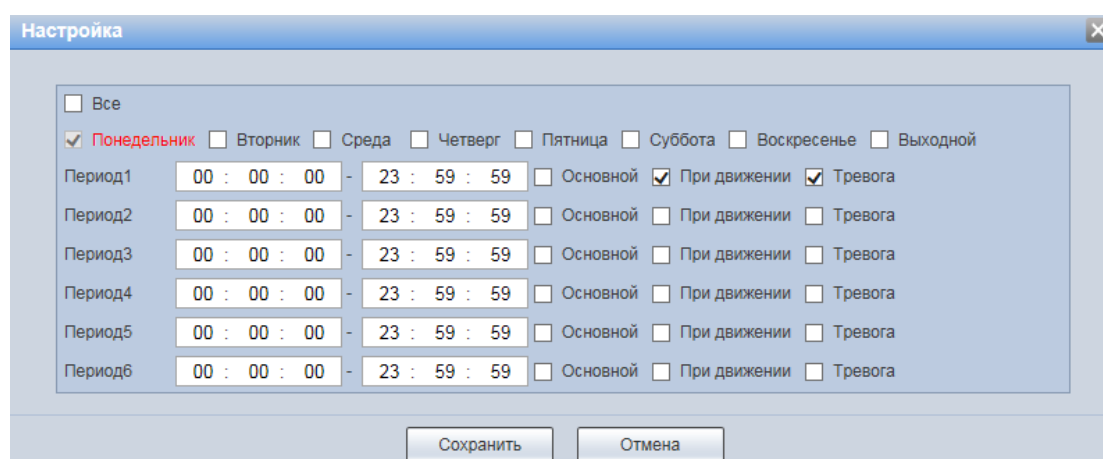 Настройка
Все
Понедельник Вторник Среда Четверг Пятница Суббота Воскресенье Выходной
Период1 00 : 00 : 00 - 23 : 59 : 59 Основной При движении Тревога
Период2 00 : 00 : 00 - 23 : 59 : 59 Основной При движении Тревога
Период3 00 : 00 : 00 - 23 : 59 : 59 Основной При движении Тревога
Период4 00 : 00 : 00 - 23 : 59 : 59 Основной При движении Тревога
Период5 00 : 00 : 00 - 23 : 59 : 59 Основной При движении Тревога
Период6 00 : 00 : 00 - 23 : 59 : 59 Основной При движении Тревога
Сохранить Отмена